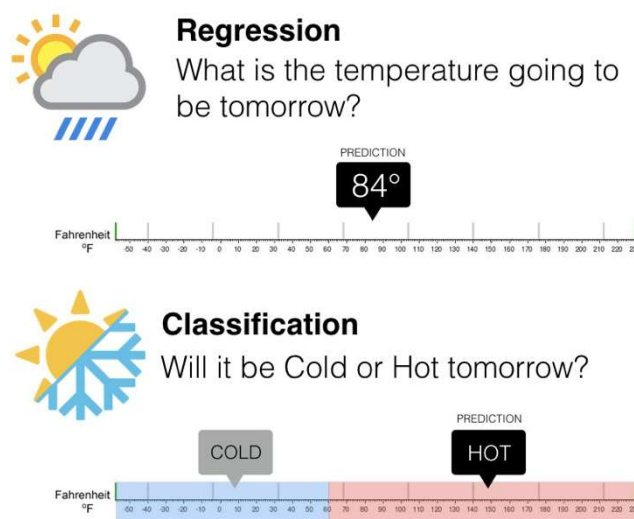 Regression
What is the temperature going to
be tomorrow?
PREDICTION
84°
Fahrenheit
ºF
-50 -40 -30 -20 -10 0 10 20 30 40 50 60 70 80 90 100 110 120 130 140 150 160 170 180 190 200 210 220
Classification
Will it be Cold or Hot tomorrow?
PREDICTION
COLD
HOT
Fahrenheit
ºF
-50 -40 -30 -20 -10 0 10 20 30 40 50 60 70 80 90 100 110 120 130 140 150 160 170 180 190 200 210 220